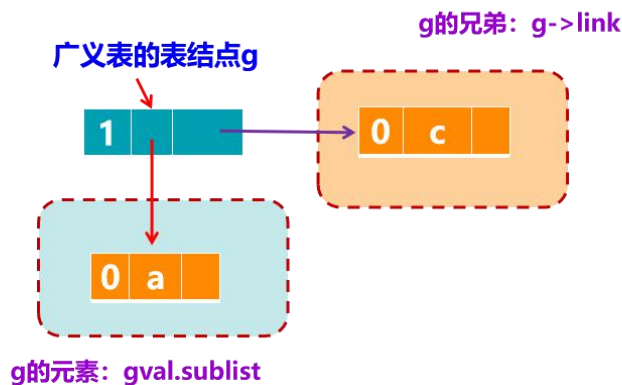 g的兄弟：g->link
广义表的表结点g
1
0 c
0 a
g的元素：gval.sublist